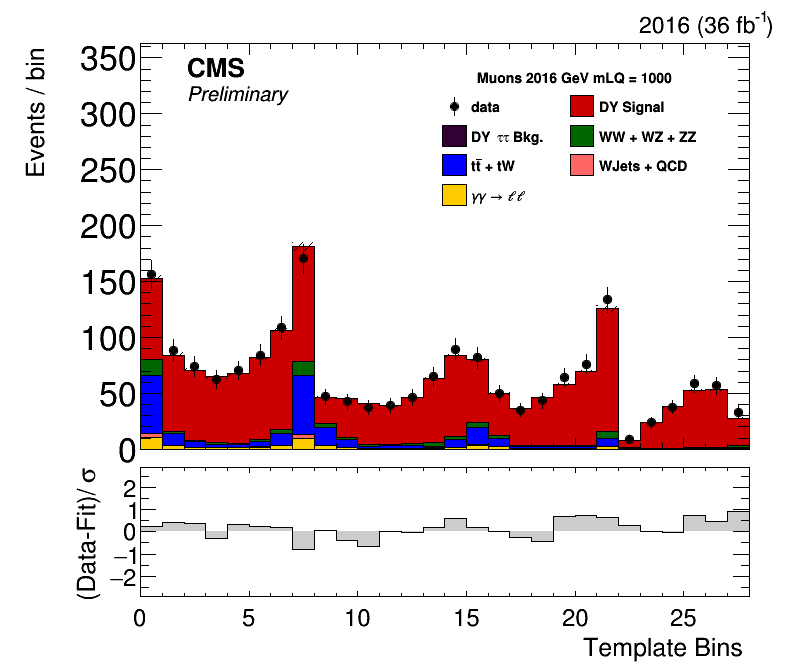 2016 (36 fb⁻¹)
CMS
Preliminary
Muons 2016 GeV mLQ = 1000
data
DY Signal
DY ττ Bkg.
WW + WZ + ZZ
tt̄ + tW
WJets + QCD
γγ → ℓℓ
Events / bin
350
300
250
200
150
100
50
0
(Data-Fit)/ σ
2
1
0
−1
−2
0 5 10 15 20 25
Template Bins